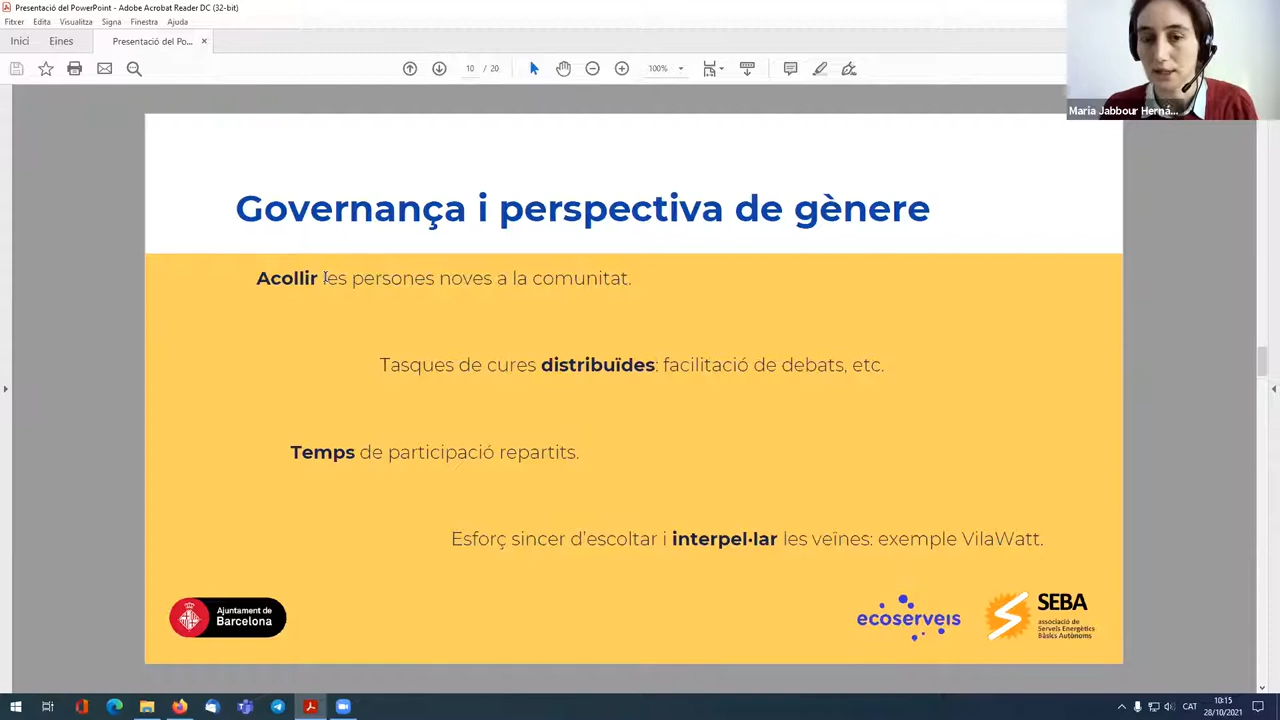 Presentació del PowerPoint - Adobe Acrobat Reader DC (32-bit)
Fitxer Edita Visualitza Signa Finestra Ajuda
Inici Eines Presentació del Po... ×
10 / 20 100%
Maria Jabbour Herná...
Governança i perspectiva de gènere
Acollir les persones noves a la comunitat.
Tasques de cures distribuïdes: facilitació de debats, etc.
Temps de participació repartits.
Esforç sincer d'escoltar i interpel·lar les veïnes: exemple VilaWatt.
Ajuntament de
Barcelona
ecoserveis
SEBA
associació de
Serveis Energètics
Bàsics Autònoms
CAT
10:15
28/10/2021